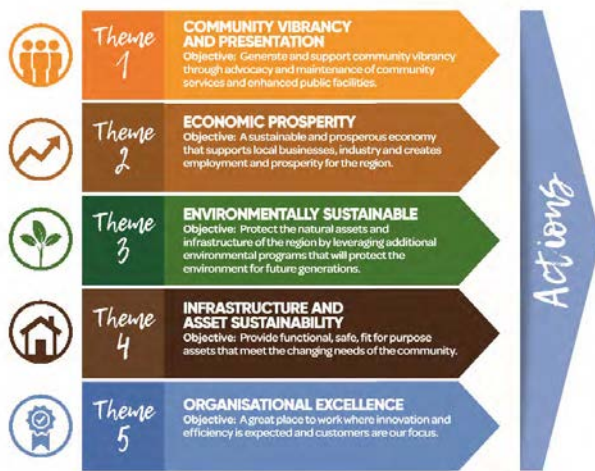 Theme
1
COMMUNITY VIBRANCY
AND PRESENTATION
Objective: Generate and support community vibrancy
through advocacy and maintenance of community
services and enhanced public facilities.
Theme
2
ECONOMIC PROSPERITY
Objective: A sustainable and prosperous economy
that supports local businesses, industry and creates
employment and prosperity for the region.
Theme
3
ENVIRONMENTALLY SUSTAINABLE
Objective: Protect the natural assets and
infrastructure of the region by leveraging additional
environmental programs that will protect the
environment for future generations.
Theme
4
INFRASTRUCTURE AND
ASSET SUSTAINABILITY
Objective: Provide functional, safe, fit for purpose
assets that meet the changing needs of the community.
Theme
5
ORGANISATIONAL EXCELLENCE
Objective: A great place to work where innovation and
efficiency is expected and customers are our focus.
Actions